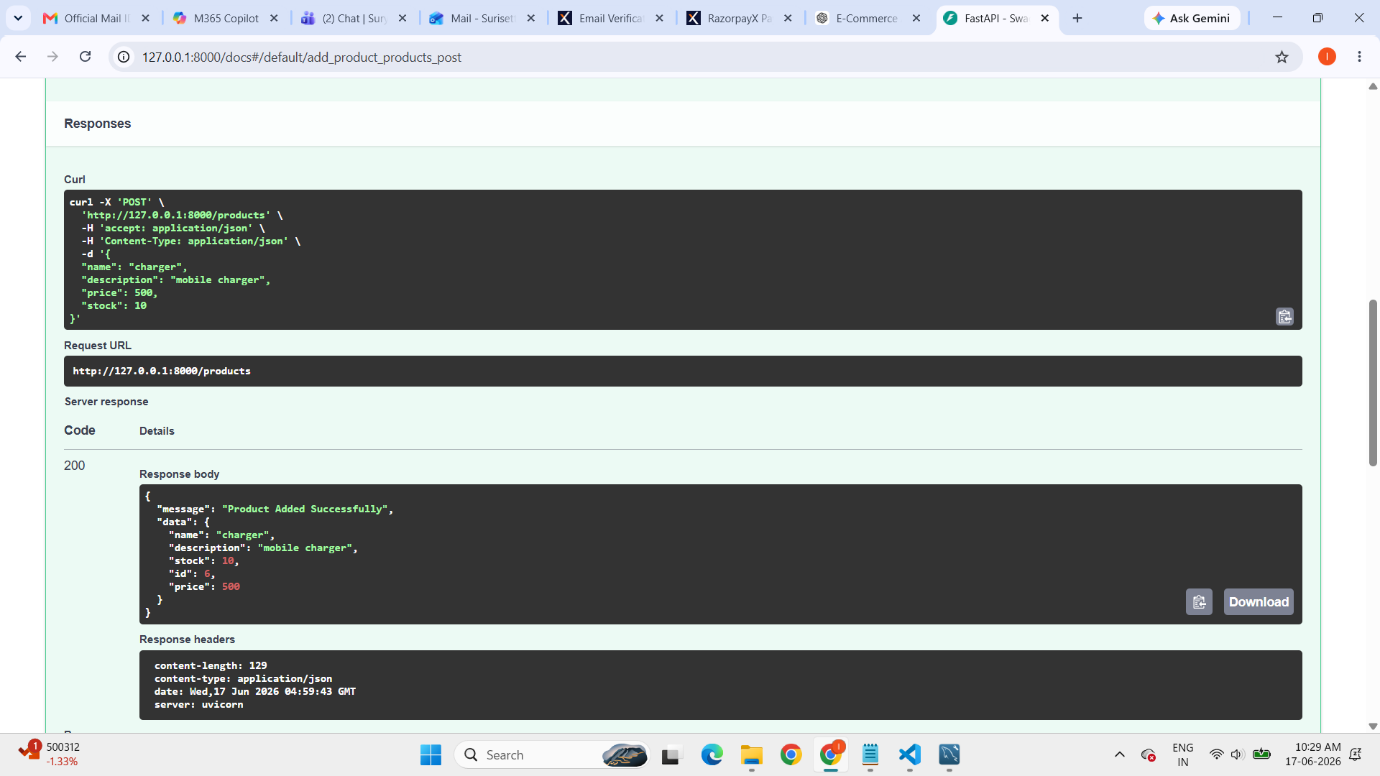 Official Mail I
M365 Copilot
(2) Chat | Sur
Mail - Suriset
Email Verifica
RazorpayX Pa
E-Commerce
FastAPI - Swa
Ask Gemini
127.0.0.1:8000/docs#/default/add_product_products_post
I
Responses
Curl
curl -X 'POST' \
'http://127.0.0.1:8000/products' \
-H 'accept: application/json' \
-H 'Content-Type: application/json' \
-d '{
"name": "charger",
"description": "mobile charger",
"price": 500,
"stock": 10
}'
Request URL
http://127.0.0.1:8000/products
Server response
Code Details
200
Response body
{
"message": "Product Added Successfully",
"data": {
"name": "charger",
"description": "mobile charger",
"stock": 10,
"id": 6,
"price": 500
}
}
Download
Response headers
content-length: 129
content-type: application/json
date: Wed,17 Jun 2026 04:59:43 GMT
server: uvicorn
1
500312
-1.33%
Search
ENG
IN
10:29 AM
17-06-2026